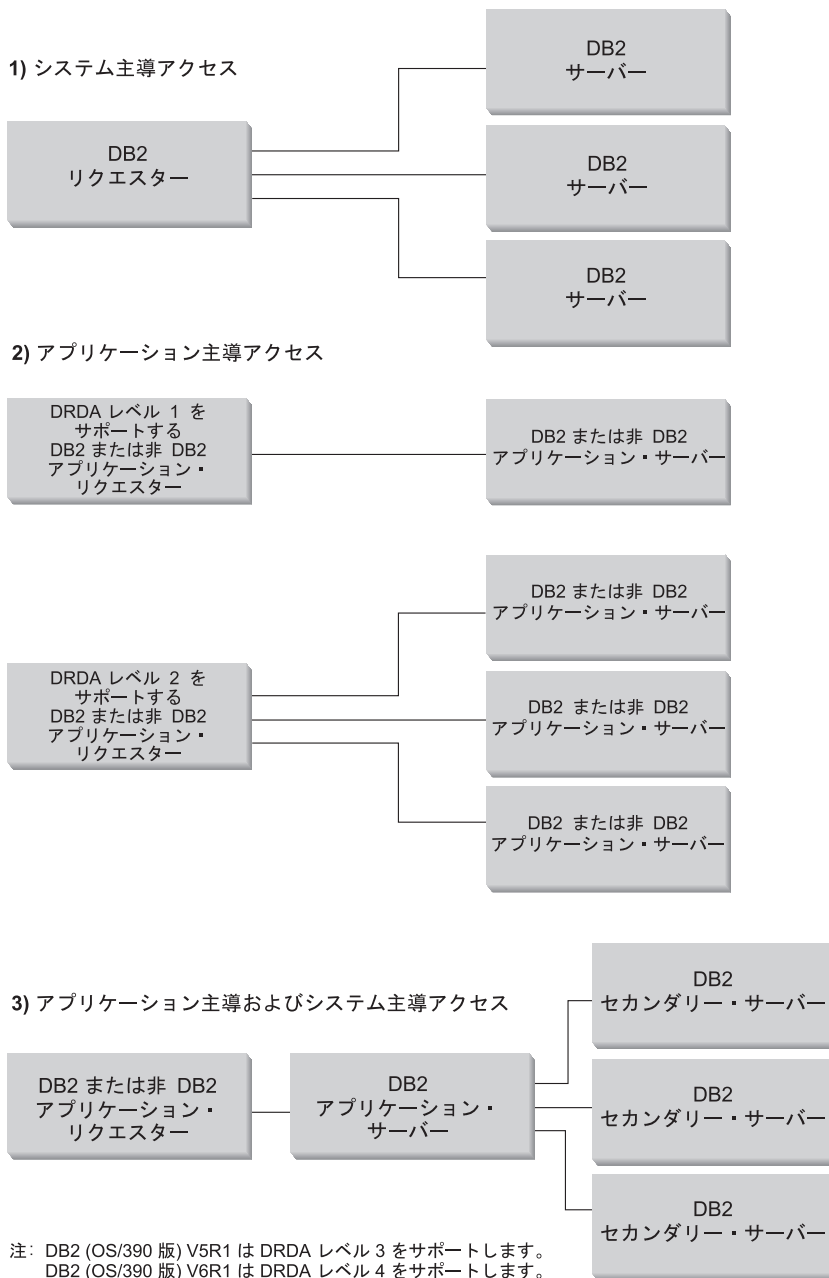 1) システム主導アクセス
DB2
リクエスター
DB2
サーバー
DB2
サーバー
DB2
サーバー
2) アプリケーション主導アクセス
DRDA レベル 1 を
サポートする
DB2 または非 DB2
アプリケーション・
リクエスター
DB2 または非 DB2
アプリケーション・サーバー
DRDA レベル 2 を
サポートする
DB2 または非 DB2
アプリケーション・
リクエスター
DB2 または非 DB2
アプリケーション・サーバー
DB2 または非 DB2
アプリケーション・サーバー
DB2 または非 DB2
アプリケーション・サーバー
3) アプリケーション主導およびシステム主導アクセス
DB2 または非 DB2
アプリケーション・
リクエスター
DB2
アプリケーション・
サーバー
DB2
セカンダリー・サーバー
DB2
セカンダリー・サーバー
DB2
セカンダリー・サーバー
注: DB2 (OS/390 版) V5R1 は DRDA レベル 3 をサポートします。
DB2 (OS/390 版) V6R1 は DRDA レベル 4 をサポートします。